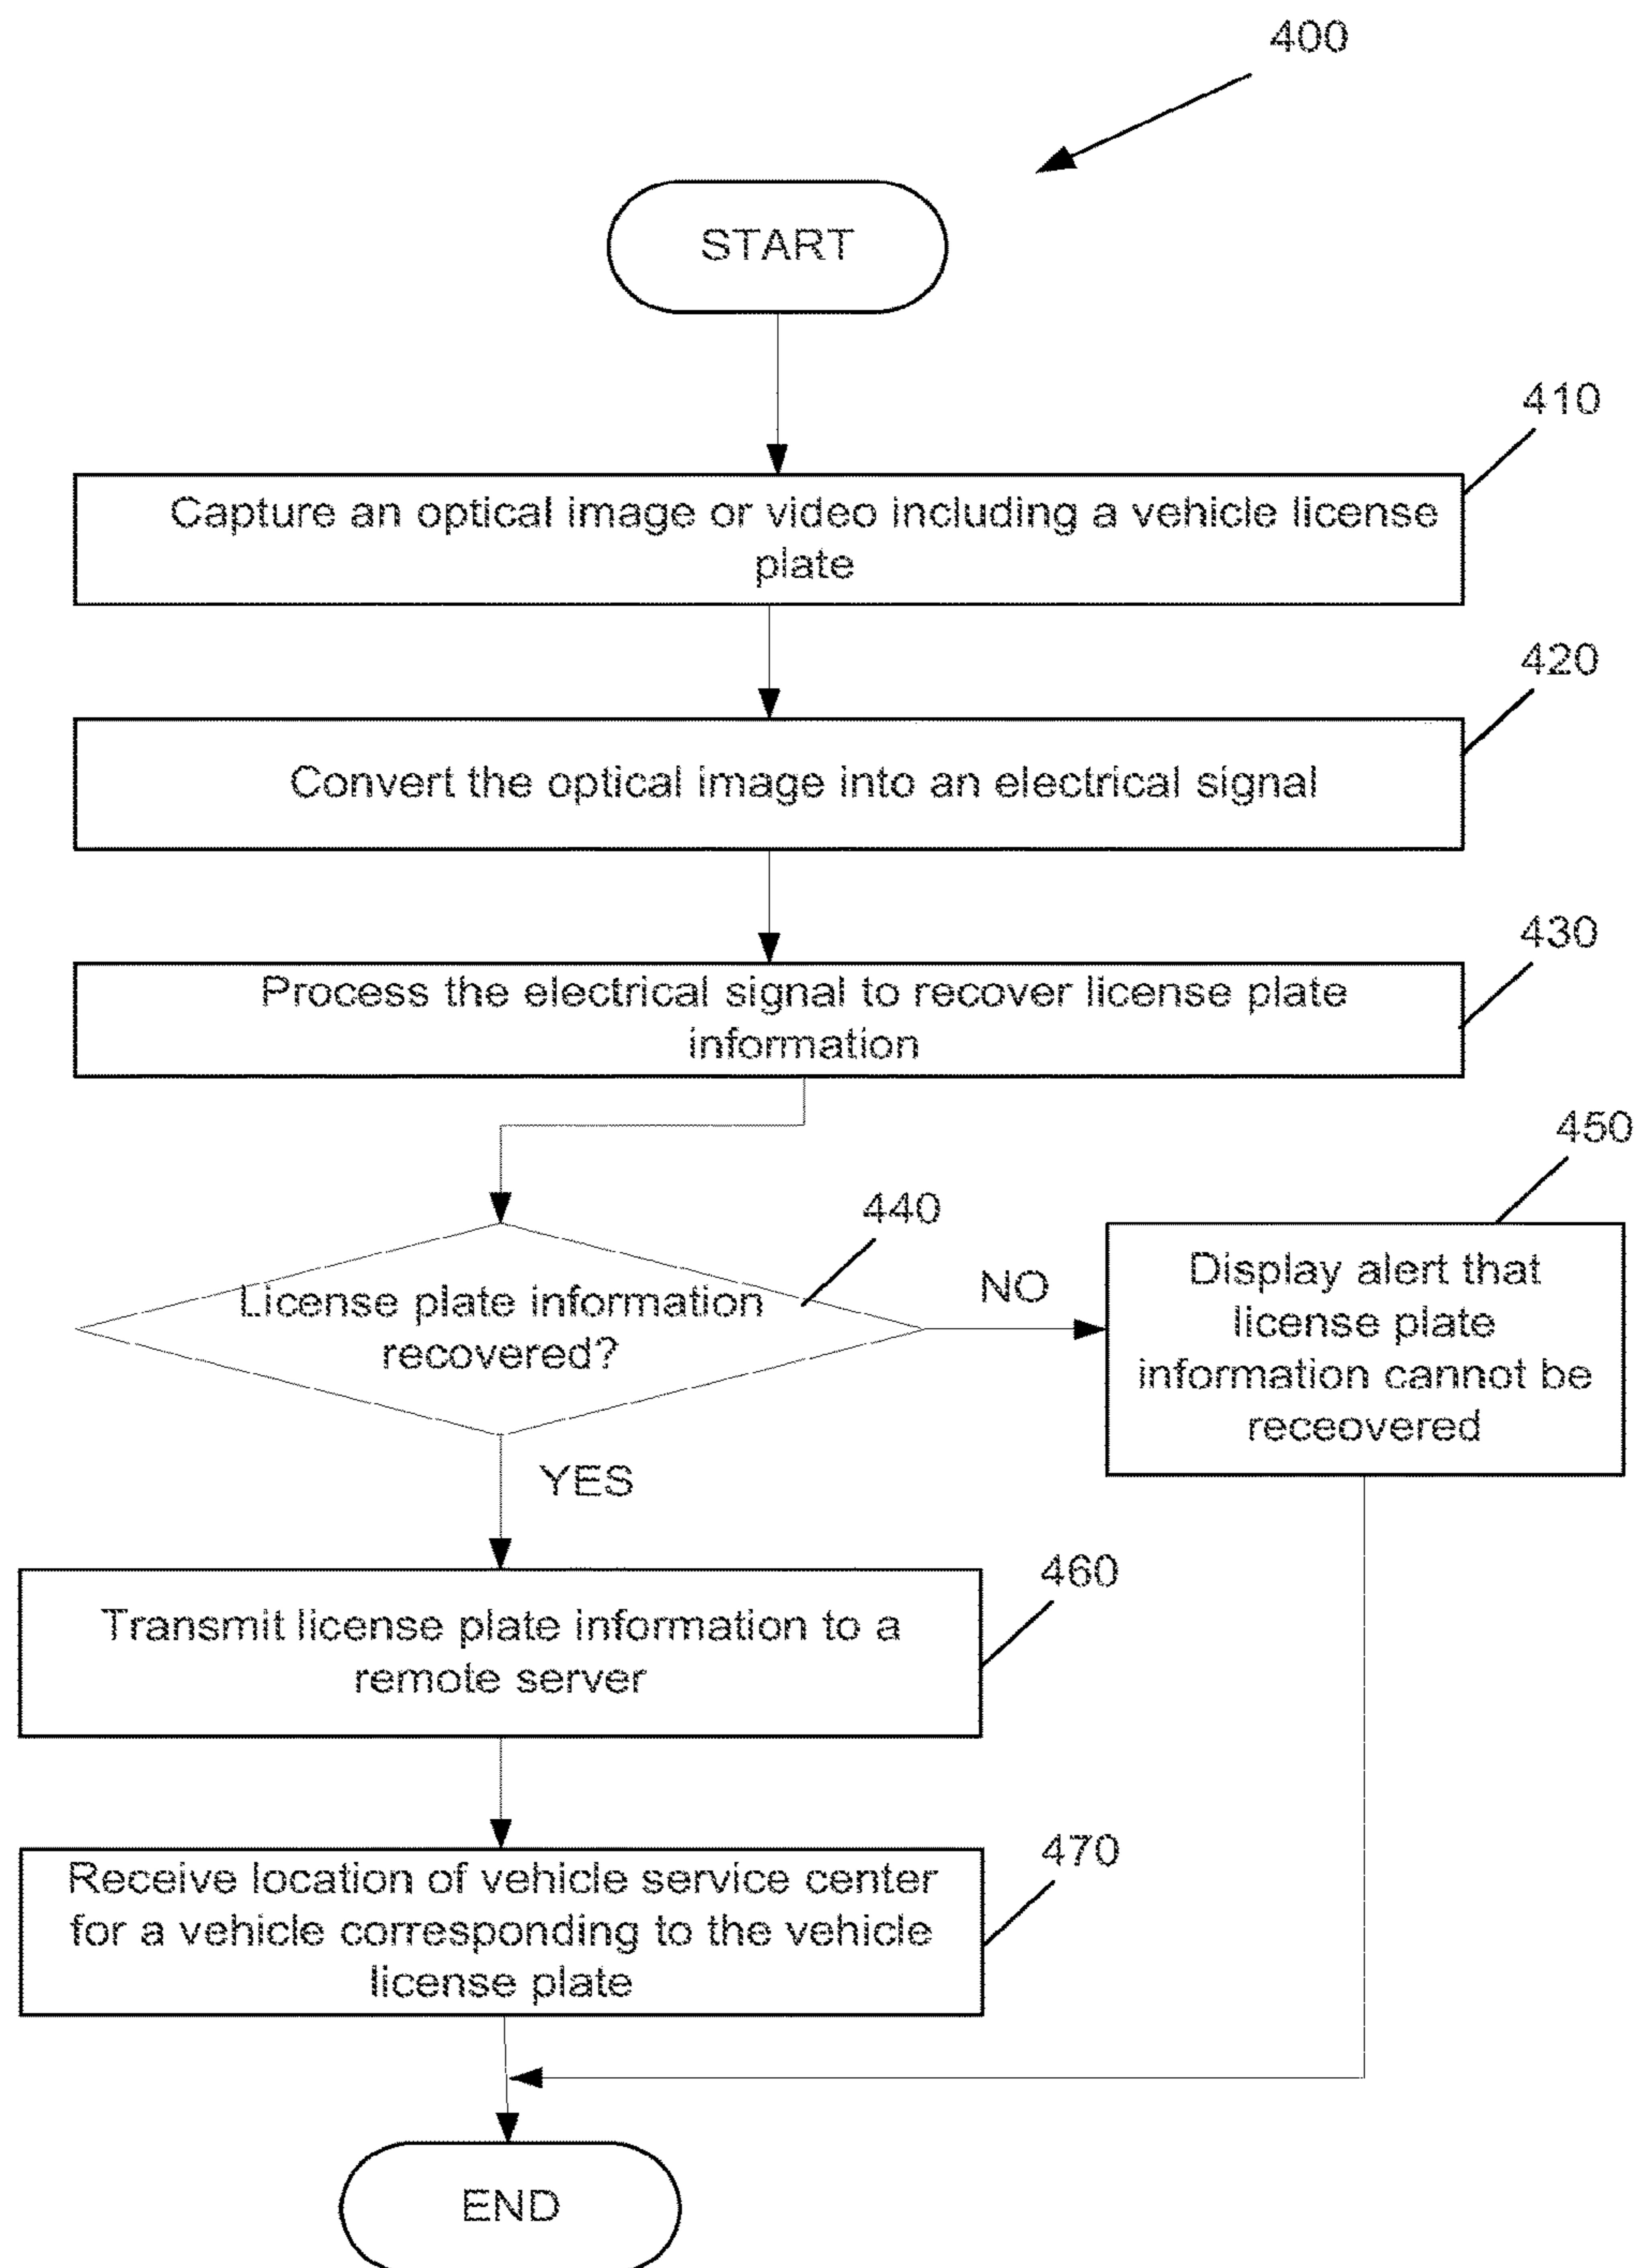 400
START
410
Capture an optical image or video including a vehicle license
plate
420
Convert the optical image into an electrical signal
430
Process the electrical signal to recover license plate
information
440
License plate information
recovered?
NO
450
Display alert that
license plate
information cannot be
receovered
YES
460
Transmit license plate information to a
remote server
470
Receive location of vehicle service center
for a vehicle corresponding to the vehicle
license plate
END